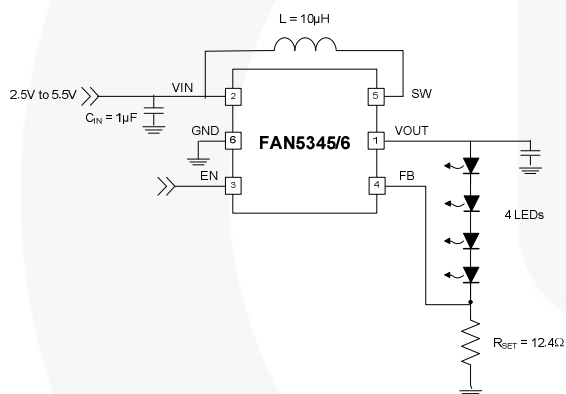 L = 10µH
2.5V to 5.5V
VIN
2
5
SW
CIN = 1µF
GND
6
FAN5345/6
1
VOUT
EN
3
4
FB
4 LEDs
RSET = 12.4Ω